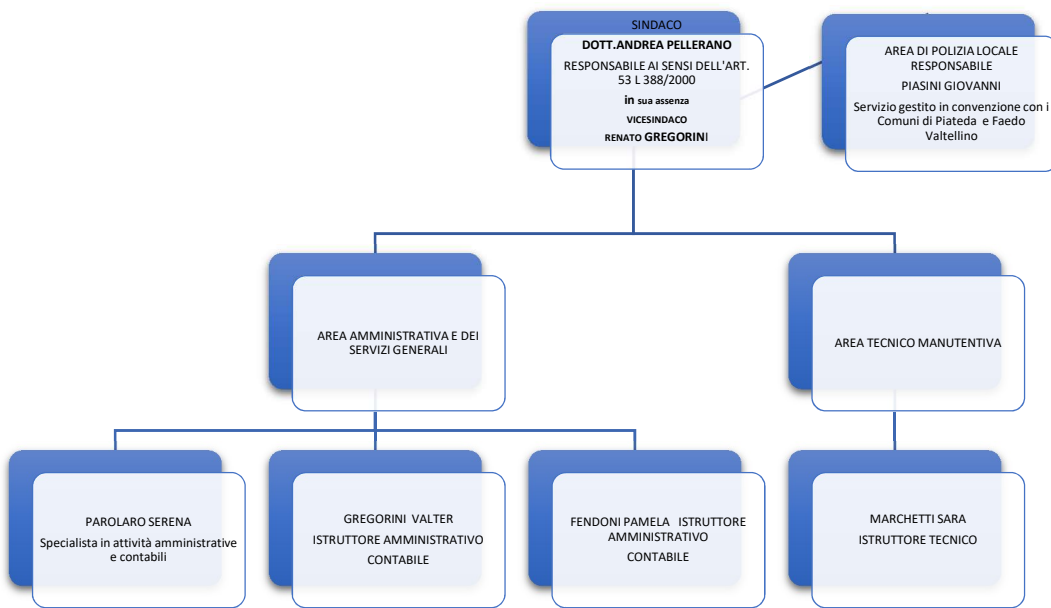 SINDACO
DOTT.ANDREA PELLERANO
RESPONSABILE AI SENSI DELL'ART.
53 L 388/2000
in sua assenza
VICESINDACO
RENATO GREGORINI
AREA DI POLIZIA LOCALE
RESPONSABILE
PIASINI GIOVANNI
Servizio gestito in convenzione con i
Comuni di Piateda e Faedo
Valtellino
AREA AMMINISTRATIVA E DEI
SERVIZI GENERALI
AREA TECNICO MANUTENTIVA
PAROLARO SERENA
Specialista in attività amministrative
e contabili
GREGORINI VALTER
ISTRUTTORE AMMINISTRATIVO
CONTABILE
FENDONI PAMELA ISTRUTTORE
AMMINISTRATIVO
CONTABILE
MARCHETTI SARA
ISTRUTTORE TECNICO